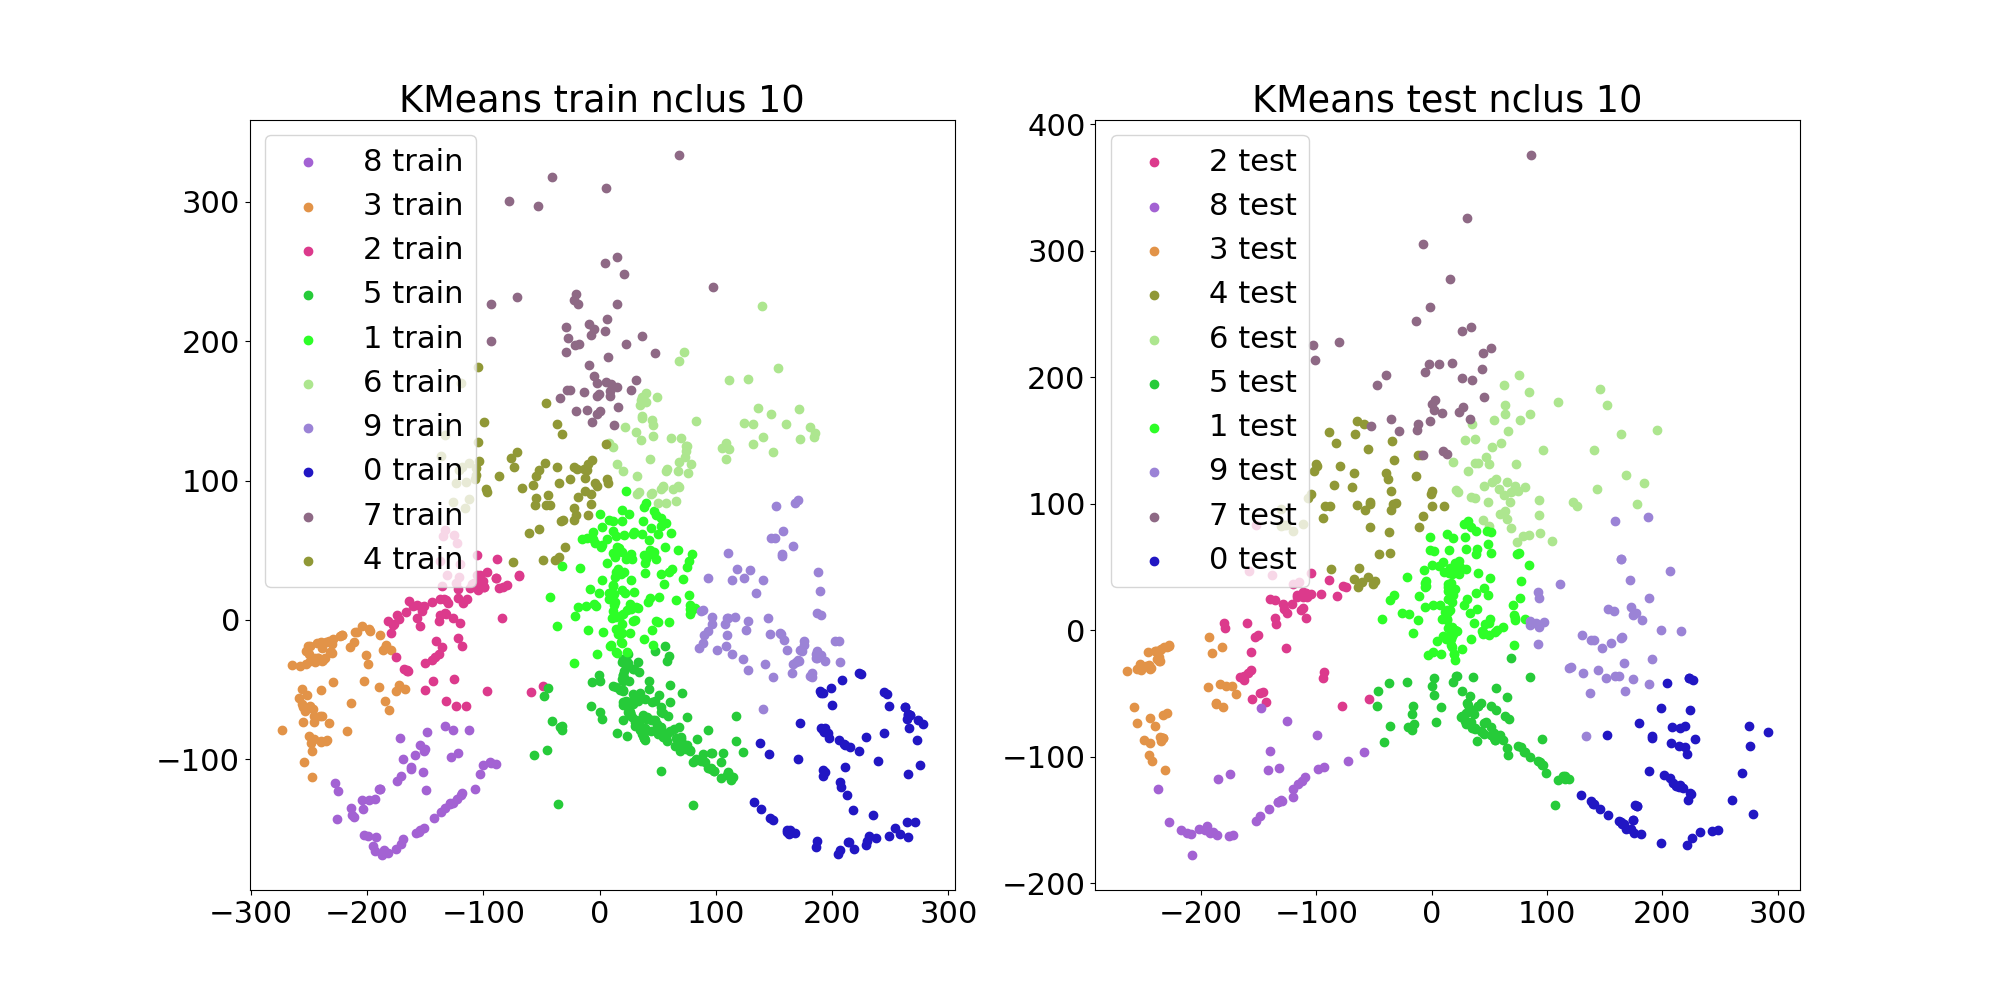 KMeans train nclus 10
8 train
3 train
2 train
5 train
1 train
6 train
9 train
0 train
7 train
4 train
300
200
100
0
−100
−300
−200
−100
0
100
200
300
KMeans test nclus 10
2 test
8 test
3 test
4 test
6 test
5 test
1 test
9 test
7 test
0 test
400
300
200
100
0
−100
−200
−200
−100
0
100
200
300